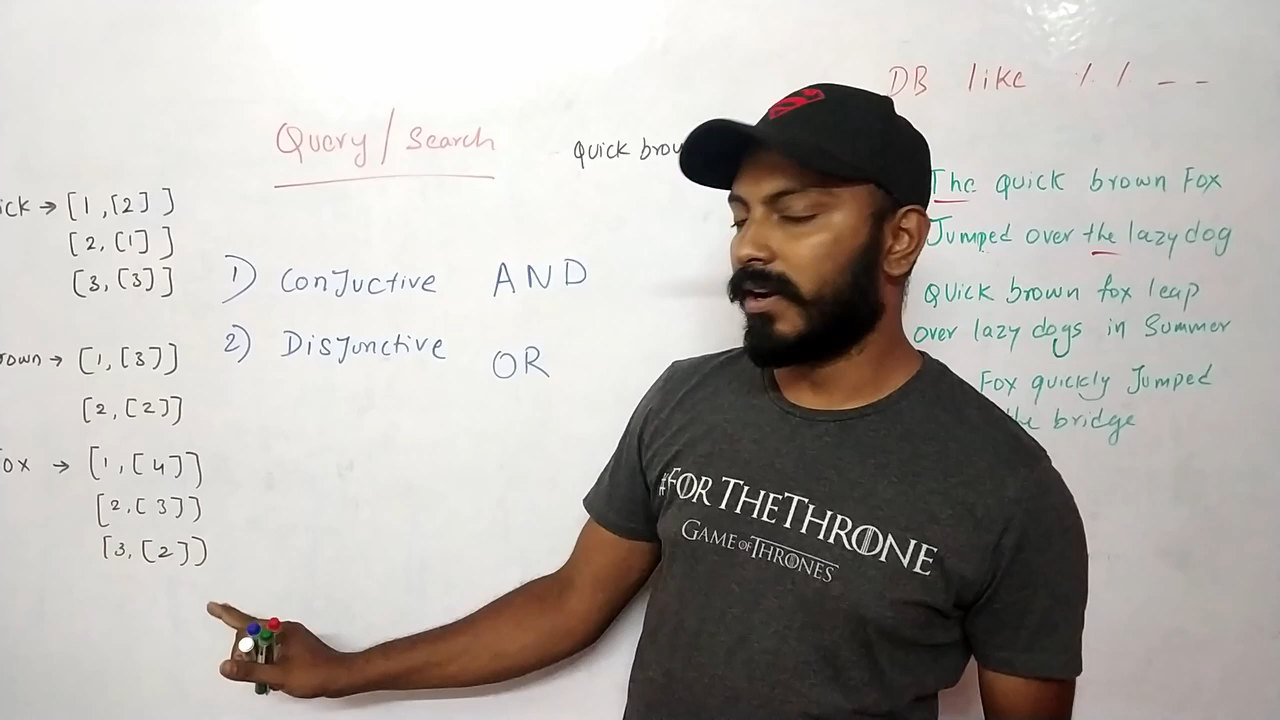 Query / Search
ick → [1, [2] ]
[2, [1] ]
[3, [3] ]
rown → [1, [3]]
[2, [2]]
ox → [1, [4]]
[2, [3]]
[3, [2])
1) Conjuctive AND
2) Disjunctive OR
Quick brow
DB like % % - -
The quick brown Fox
Jumped over the lazy dog
Quick brown fox leap
over lazy dogs in Summer
Fox quickly Jumped
the bridge
#FOR THE THRONE
GAME OF THRONES